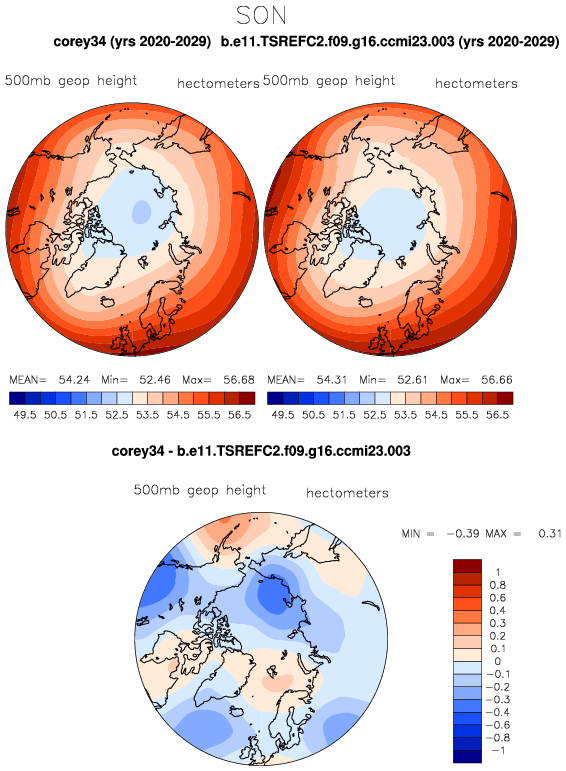 SON
corey34 (yrs 2020-2029) b.e11.TSREFC2.f09.g16.ccmi23.003 (yrs 2020-2029)
500mb geop height hectometers 500mb geop height hectometers
MEAN= 54.24 Min= 52.46 Max= 56.68 MEAN= 54.31 Min= 52.61 Max= 56.66
49.5 50.5 51.5 52.5 53.5 54.5 55.5 56.5 49.5 50.5 51.5 52.5 53.5 54.5 55.5 56.5
corey34 - b.e11.TSREFC2.f09.g16.ccmi23.003
500mb geop height hectometers
MIN = -0.39 MAX = 0.31
1
0.8
0.6
0.4
0.3
0.2
0.1
0
-0.1
-0.2
-0.3
-0.4
-0.6
-0.8
-1